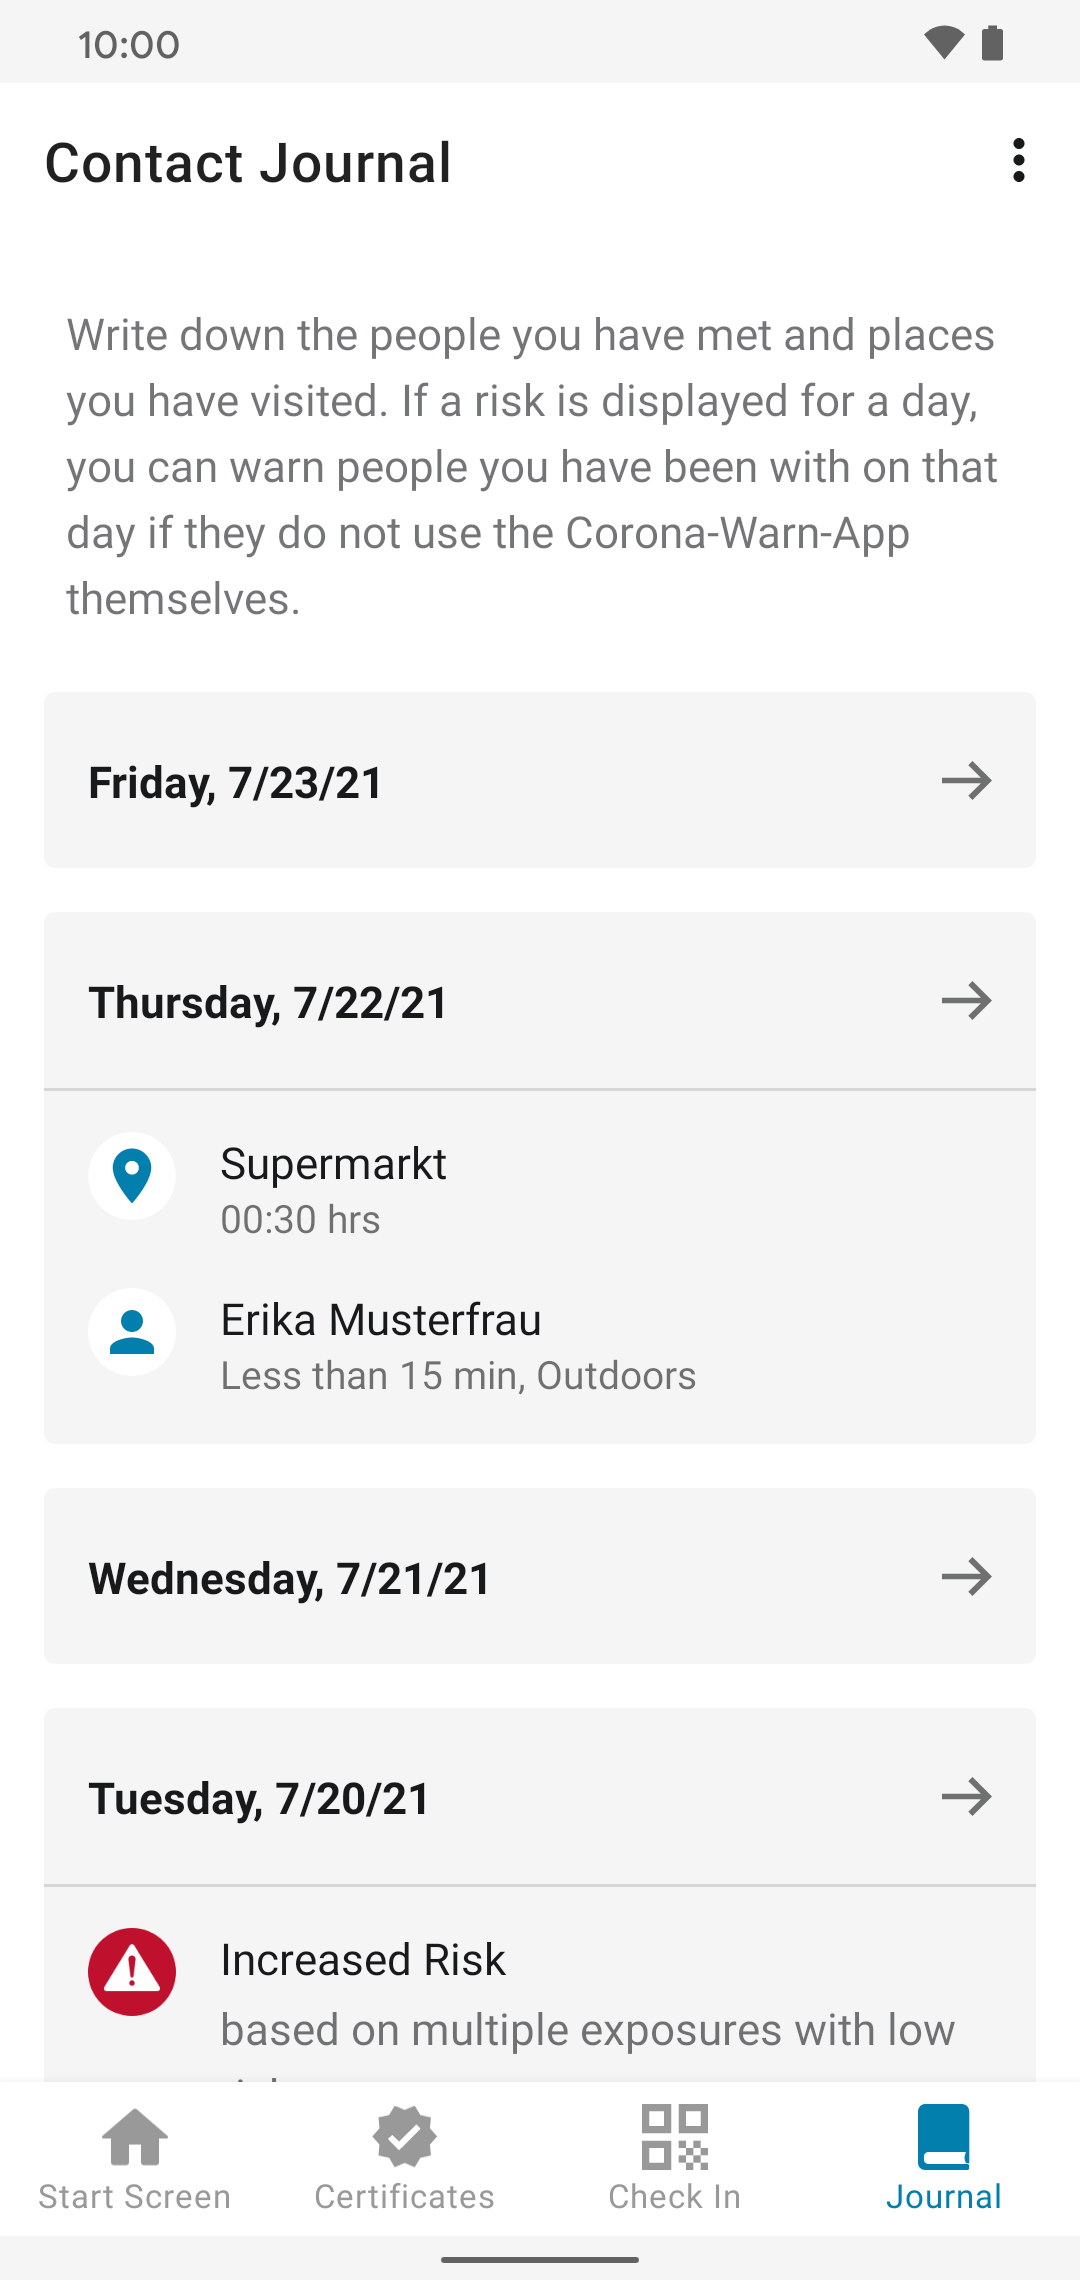 10:00
Contact Journal
Write down the people you have met and places
you have visited. If a risk is displayed for a day,
you can warn people you have been with on that
day if they do not use the Corona-Warn-App
themselves.
Friday, 7/23/21
Thursday, 7/22/21
Supermarkt
00:30 hrs
Erika Musterfrau
Less than 15 min, Outdoors
Wednesday, 7/21/21
Tuesday, 7/20/21
Increased Risk
based on multiple exposures with low
Start Screen
Certificates
Check In
Journal